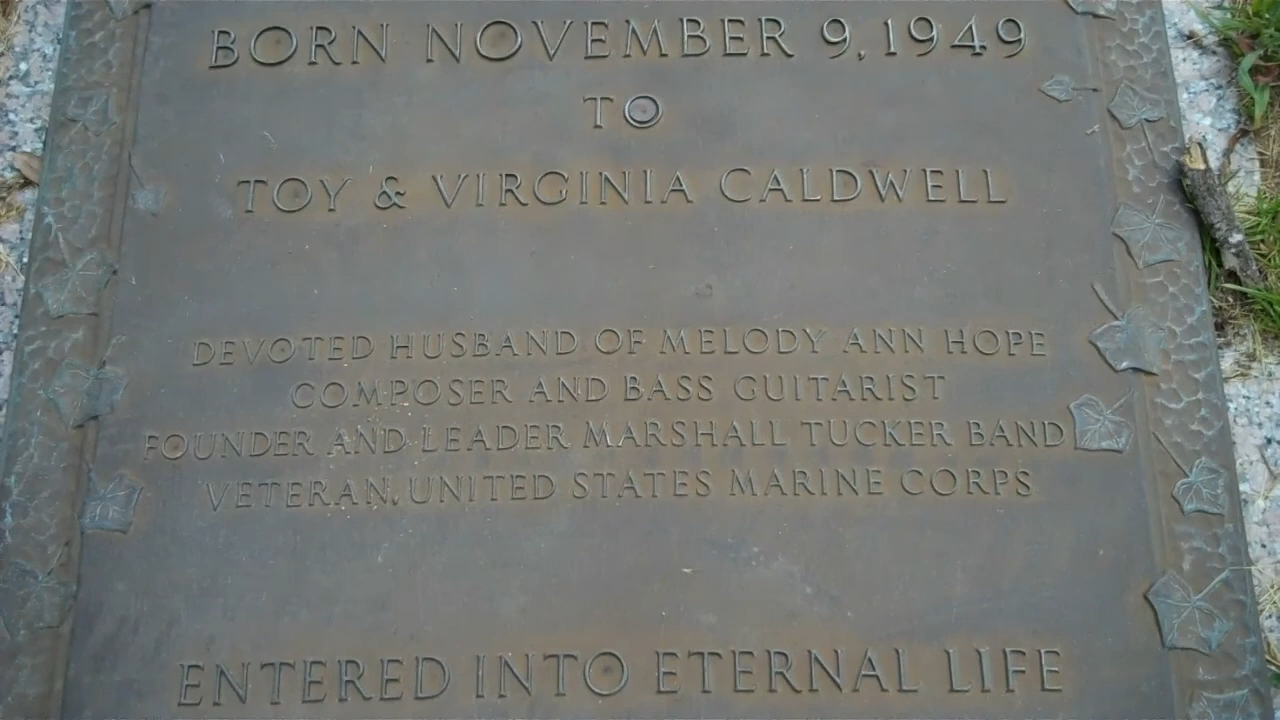 BORN NOVEMBER 9, 1949
TO
TOY & VIRGINIA CALDWELL
DEVOTED HUSBAND OF MELODY ANN HOPE
COMPOSER AND BASS GUITARIST
FOUNDER AND LEADER MARSHALL TUCKER BAND
VETERAN, UNITED STATES MARINE CORPS
ENTERED INTO ETERNAL LIFE